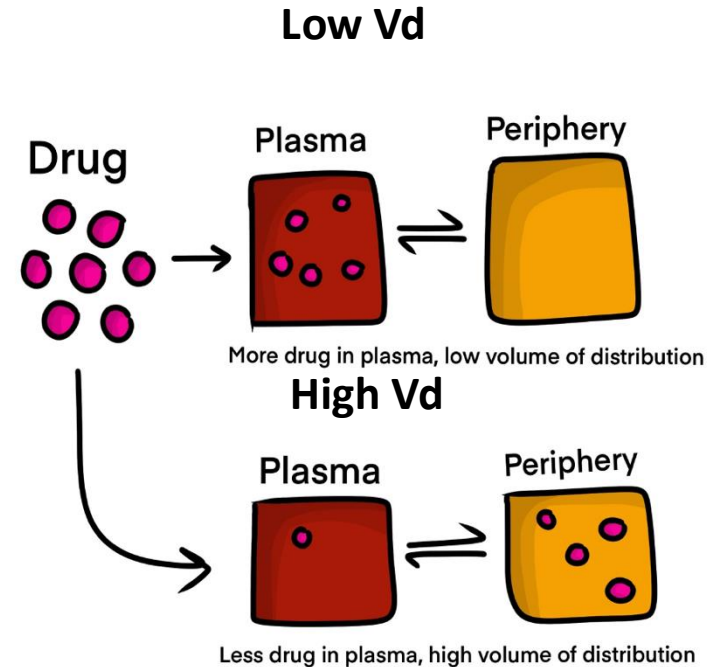 Low Vd
Drug
Plasma
Periphery
More drug in plasma, low volume of distribution
High Vd
Plasma
Periphery
Less drug in plasma, high volume of distribution